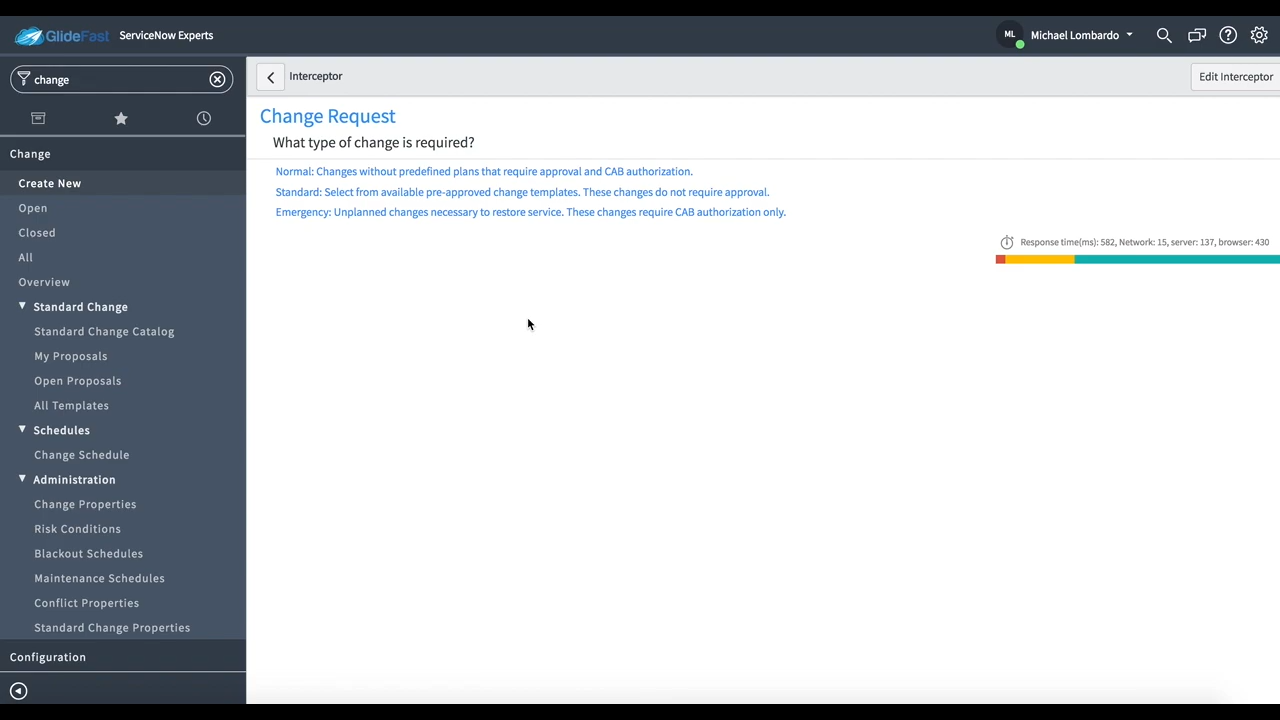 GlideFast ServiceNow Experts
ML Michael Lombardo
change
Interceptor
Edit Interceptor
Change Request
What type of change is required?
Normal: Changes without predefined plans that require approval and CAB authorization.
Standard: Select from available pre-approved change templates. These changes do not require approval.
Emergency: Unplanned changes necessary to restore service. These changes require CAB authorization only.
Response time(ms): 582, Network: 15, server: 137, browser: 430
Change
Create New
Open
Closed
All
Overview
Standard Change
Standard Change Catalog
My Proposals
Open Proposals
All Templates
Schedules
Change Schedule
Administration
Change Properties
Risk Conditions
Blackout Schedules
Maintenance Schedules
Conflict Properties
Standard Change Properties
Configuration